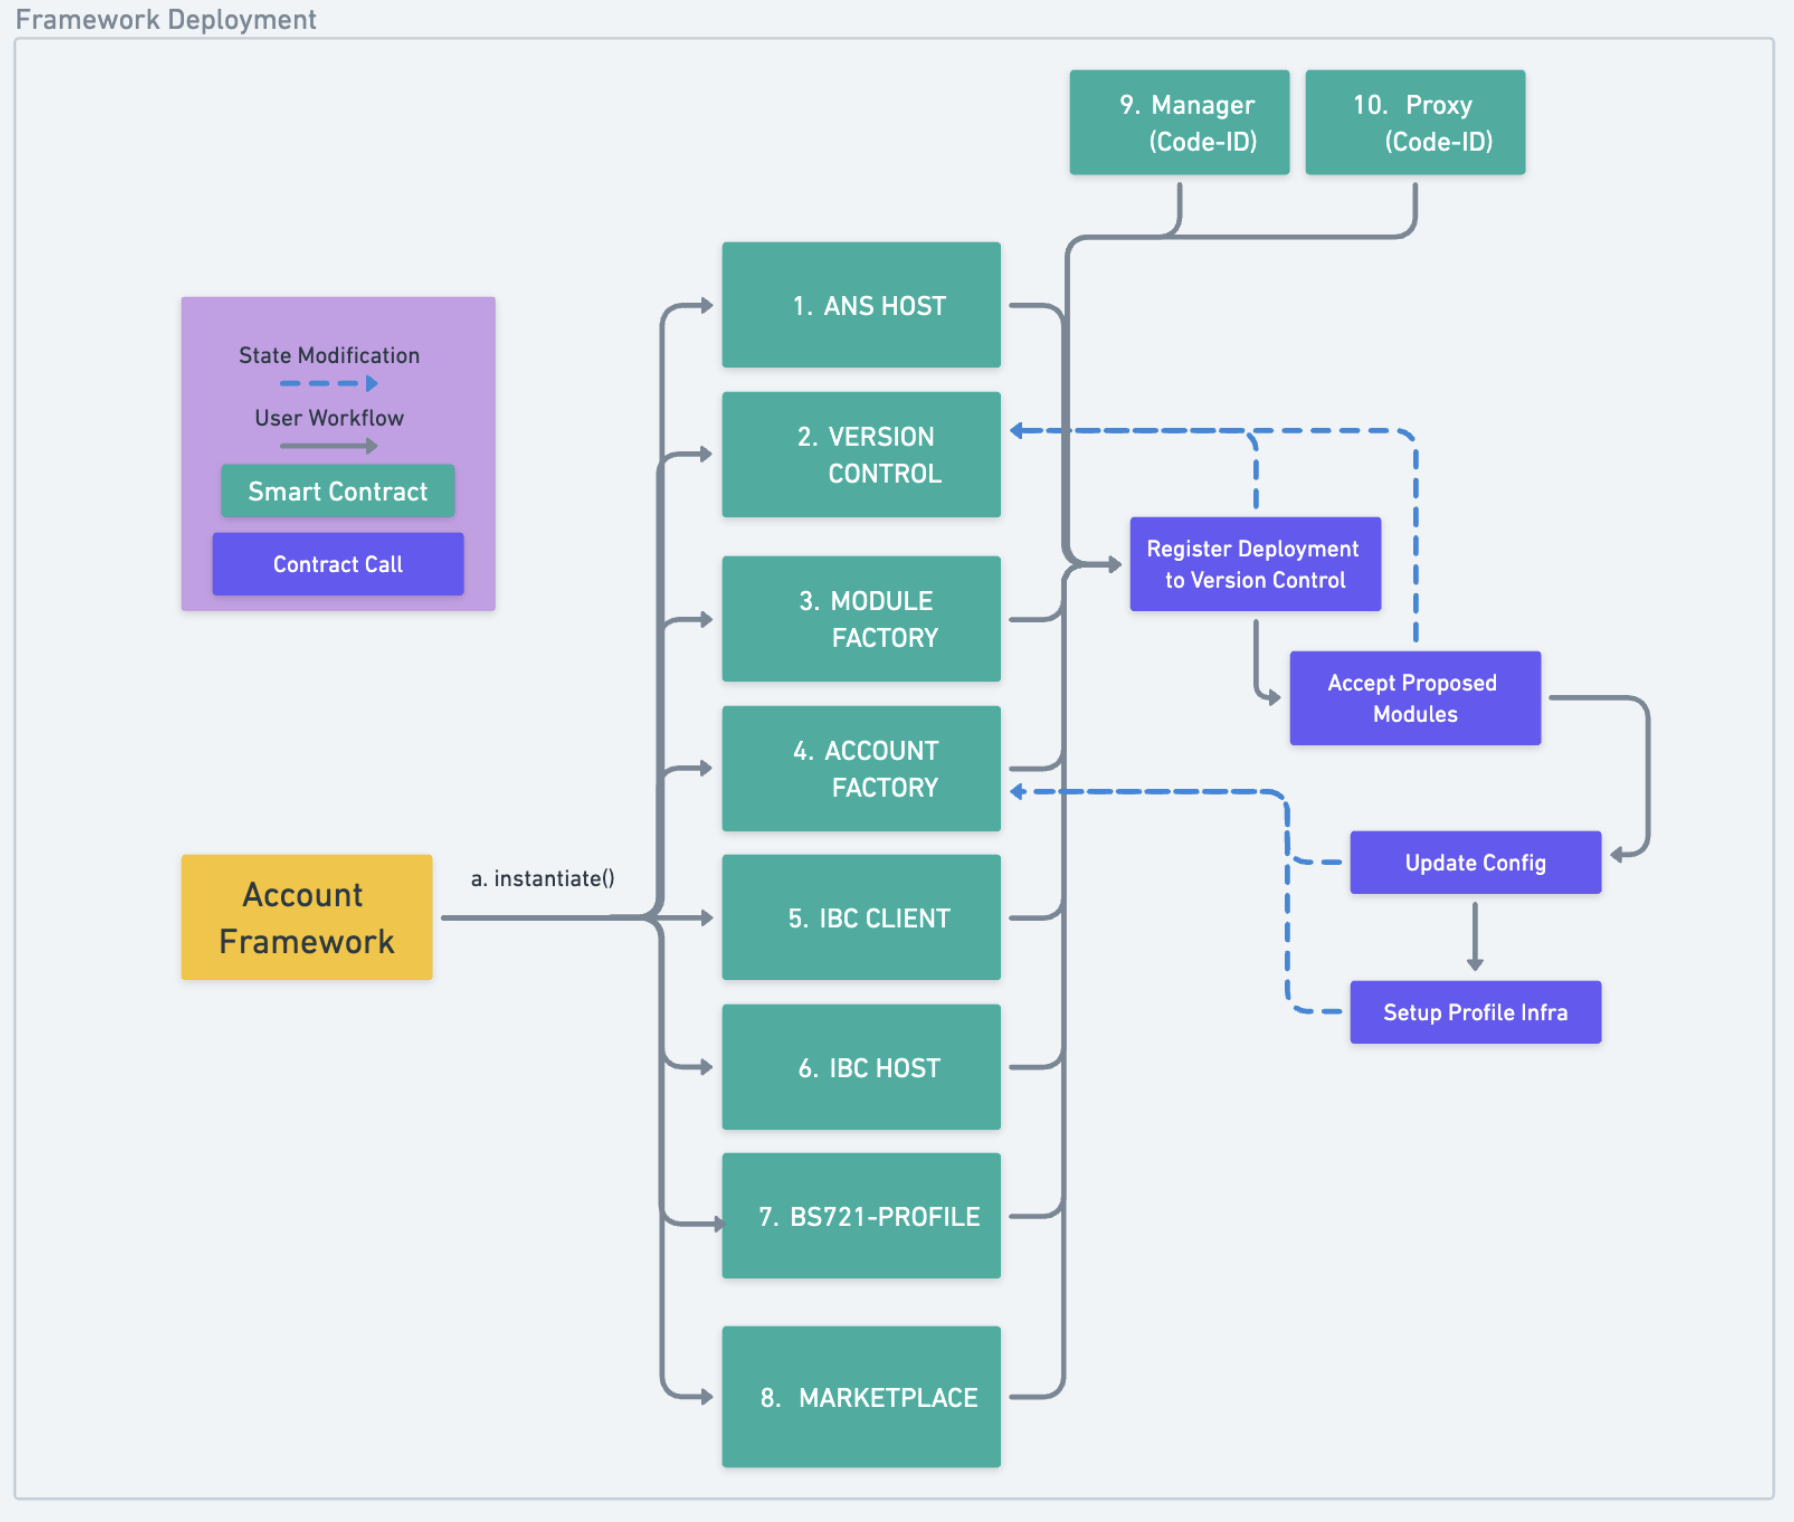 Framework Deployment
9. Manager
(Code-ID)
10. Proxy
(Code-ID)
1. ANS HOST
State Modification
User Workflow
Smart Contract
Contract Call
2. VERSION
CONTROL
Register Deployment
to Version Control
3. MODULE
FACTORY
Accept Proposed
Modules
4. ACCOUNT
FACTORY
Update Config
Account
Framework
a. instantiate()
5. IBC CLIENT
Setup Profile Infra
6. IBC HOST
7. BS721-PROFILE
8. MARKETPLACE